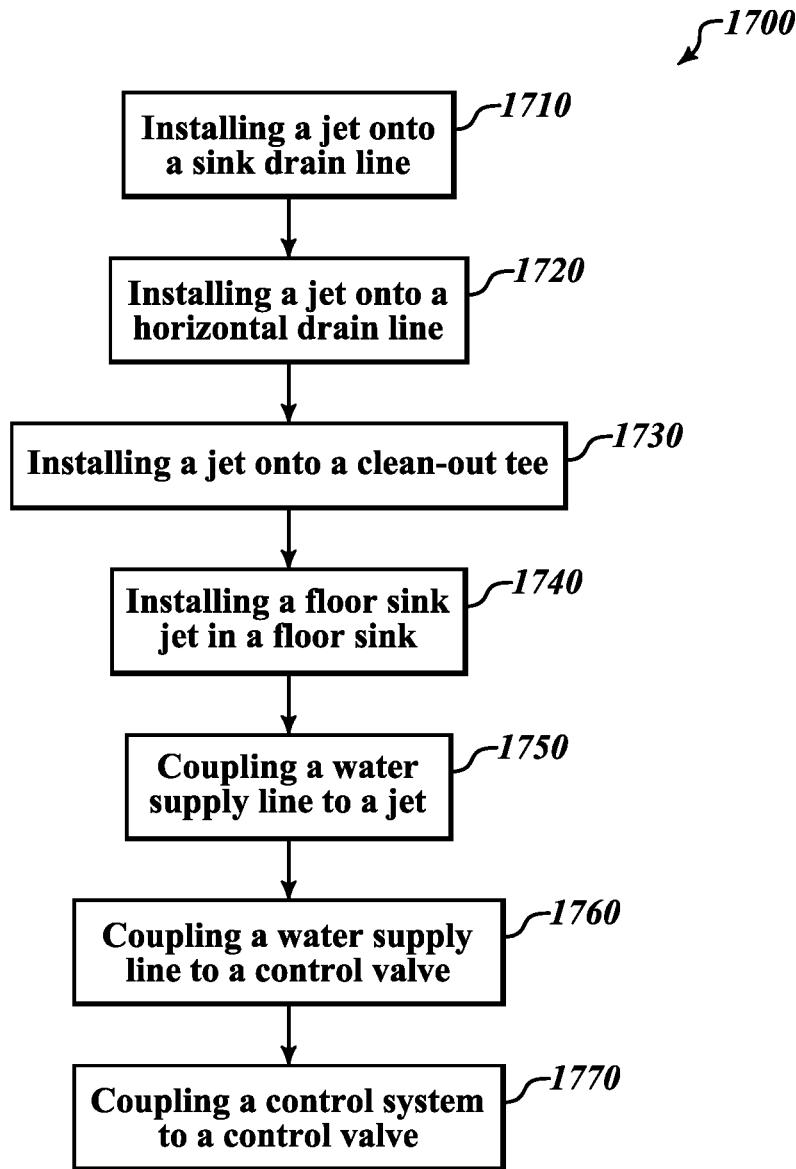 1700
1710
Installing a jet onto
a sink drain line
1720
Installing a jet onto a
horizontal drain line
1730
Installing a jet onto a clean-out tee
1740
Installing a floor sink
jet in a floor sink
1750
Coupling a water
supply line to a jet
1760
Coupling a water supply
line to a control valve
1770
Coupling a control system
to a control valve